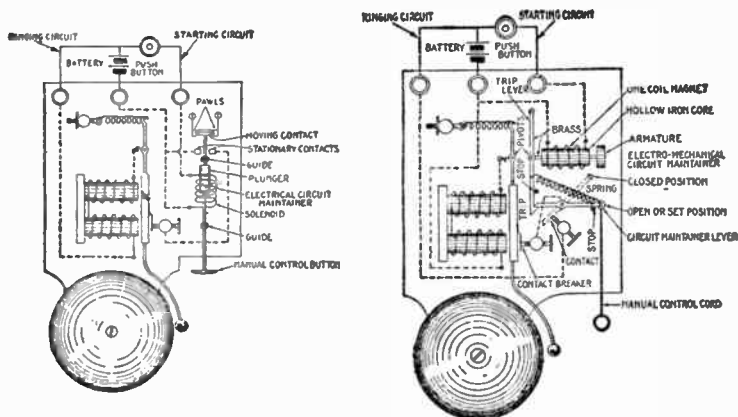 RINGING CIRCUIT
STARTING CIRCUIT
BATTERY
PUSH
BUTTON
PAWLS
MOVING CONTACT
STATIONARY CONTACTS
GUIDE
PLUNGER
ELECTRICAL CIRCUIT
MAINTAINER
SOLENOID
GUIDE
MANUAL CONTROL BUTTON
RINGING CIRCUIT
STARTING CIRCUIT
BATTERY
PUSH
BUTTON
TRIP
LEVER
ONE COIL MAGNET
HOLLOW IRON CORE
PIVOTS
BRASS
ARMATURE
ELECTRO-MECHANICAL
CIRCUIT MAINTAINER
STOP
SPRING
CLOSED POSITION
TRIP
OPEN OR SET POSITION
STOP
CIRCUIT MAINTAINER LEVER
CONTACT
CONTACT BREAKER
MANUAL CONTROL CORD